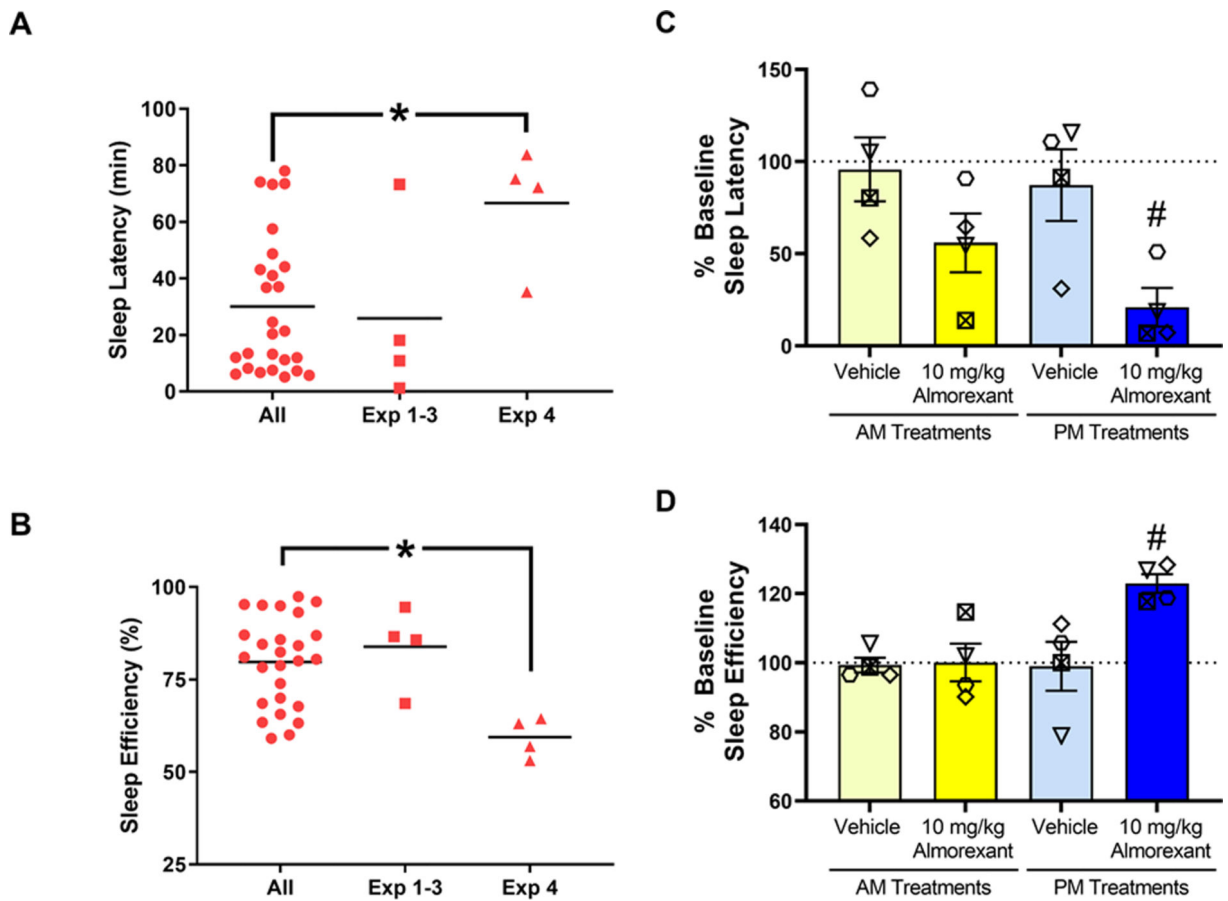 A
Sleep Latency (min)
100
80
60
40
20
0
*
All
Exp 1-3
Exp 4
B
Sleep Efficiency (%)
100
75
50
25
*
All
Exp 1-3
Exp 4
C
% Baseline
Sleep Latency
150
100
50
0
#
Vehicle
10 mg/kg
Almorexant
Vehicle
10 mg/kg
Almorexant
AM Treatments
PM Treatments
D
% Baseline
Sleep Efficiency
140
120
100
80
60
#
Vehicle
10 mg/kg
Almorexant
Vehicle
10 mg/kg
Almorexant
AM Treatments
PM Treatments